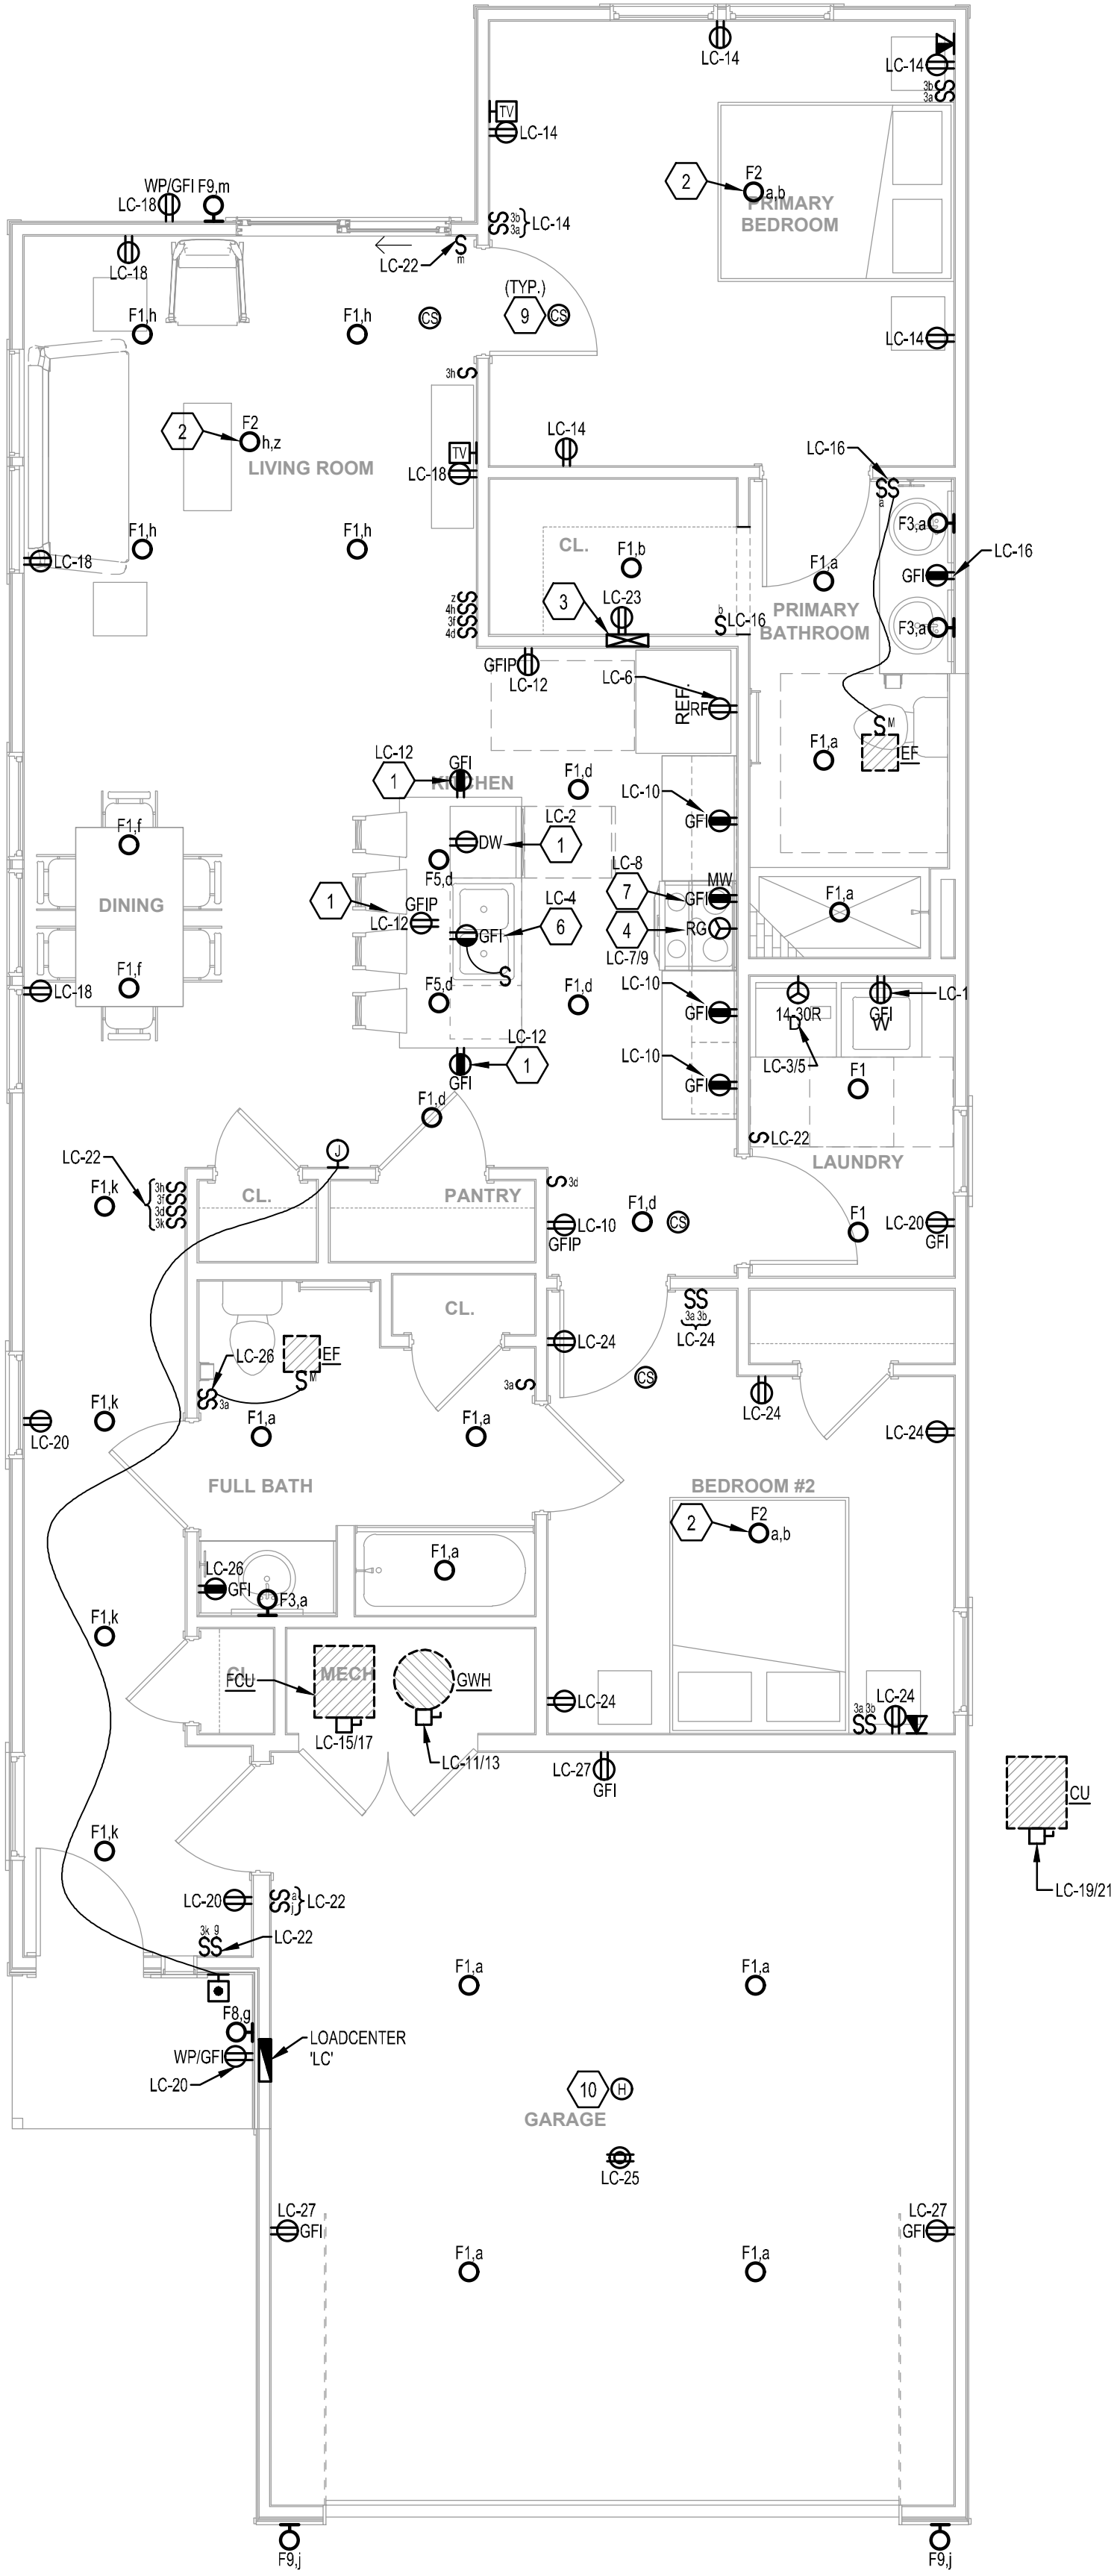 LC-14
LC-14
3b
3a
TV
LC-14
2
F2
a,b
PRIMARY
BEDROOM
WP/GFI
F9,m
LC-18
3b
3a
LC-14
LC-18
LC-22
S
m
(TYP.)
9
CS
CS
F1,h
F1,h
LC-14
3h S
2
F2
h,z
LIVING ROOM
LC-14
TV
LC-18
LC-16
SS
a
F3,a
F1,h
F1,h
LC-18
CL.
F1,b
F1,a
GFI
LC-16
3
LC-23
PRIMARY
BATHROOM
z
4h
3f
4d
b
S
LC-16
F3,a
GFIP
LC-12
LC-6
REF.
RF
S M
EF
F1,a
LC-12
1
GFI
KITCHEN
F1,d
LC-10
GFI
LC-2
DW
1
F5,d
F1,f
DINING
LC-8
7
MW
GFI
1
GFIP
LC-12
LC-4
GFI
6
4
RG
LC-7/9
F1,a
S
F1,f
LC-18
F5,d
F1,d
LC-10
GFI
14-30R
D
LC-3/5
GFI
W
LC-1
LC-12
1
GFI
LC-10
GFI
F1
F1,d
S LC-22
LAUNDRY
J
LC-22
3h
3f
3d
3k
F1,k
CL.
PANTRY
S 3d
LC-10
GFIP
F1,d
CS
F1
LC-20
GFI
CL.
SS
3a 3b
LC-24
LC-24
EF
LC-26
S M
SS 3a
3a S
CS
LC-24
LC-24
LC-20
F1,k
F1,a
F1,a
FULL BATH
BEDROOM #2
2
F2
a,b
LC-26
GFI
F3,a
F1,a
F1,k
CL.
FCU
MECH
GWH
LC-15/17
LC-11/13
LC-24
3a 3b
SS
LC-24
LC-27
GFI
CU
LC-19/21
F1,k
LC-20
SS
a
j
LC-22
3k g
SS
LC-22
F1,a
F1,a
F8,g
WP/GFI
LC-20
LOADCENTER
'LC'
10
H
GARAGE
LC-25
LC-27
GFI
LC-27
GFI
F1,a
F1,a
F9,j
F9,j